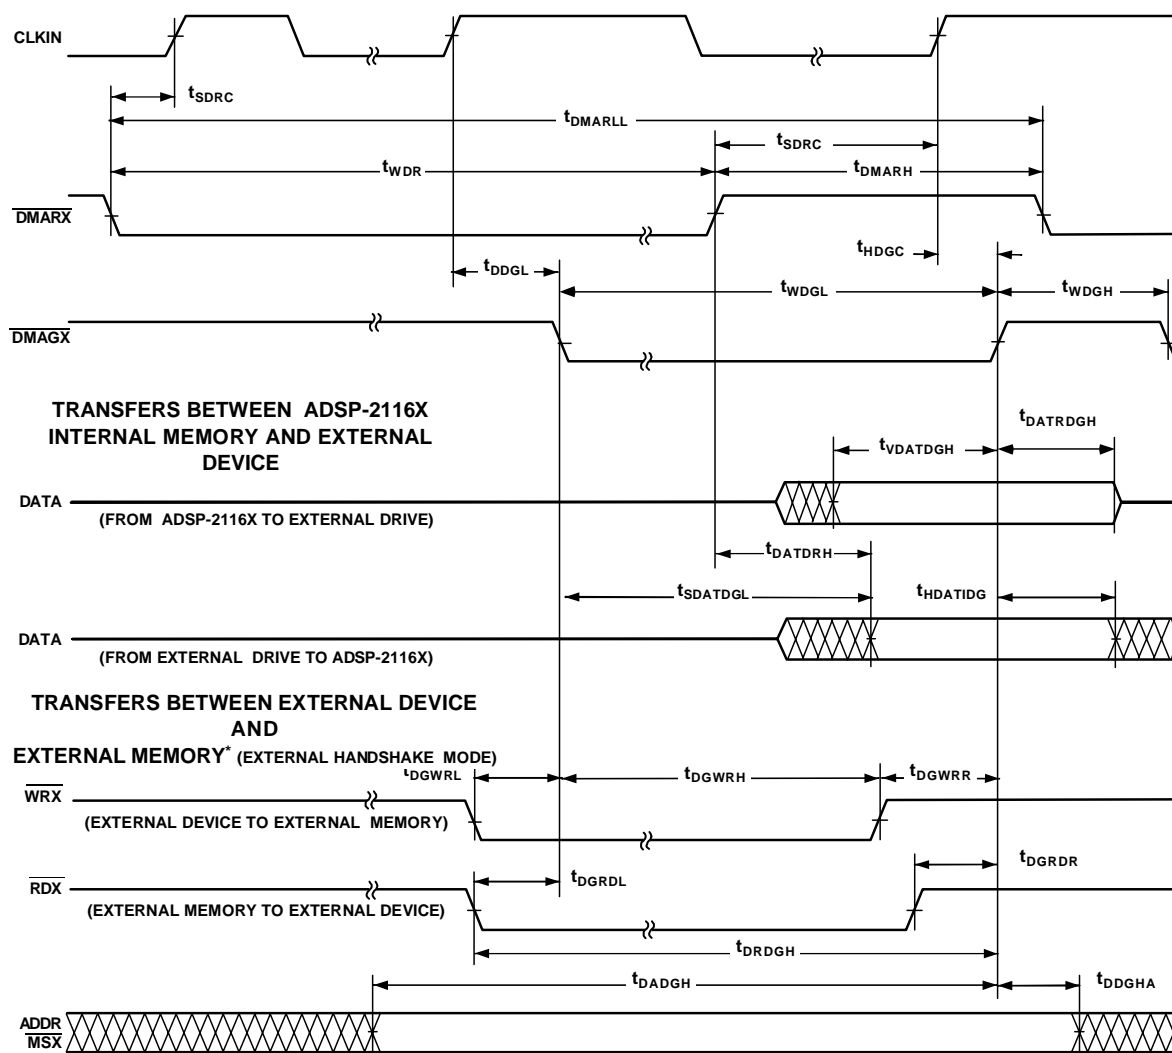 CLKIN
tSDRC
tDMARLL
tSDRC
tWDR
tDMARH
DMARX
tHDGC
tDDGL
tWDGL
tWDGH
DMAGX
TRANSFERS BETWEEN ADSP-2116X
INTERNAL MEMORY AND EXTERNAL
DEVICE
tDATRDGH
tVDATDGH
DATA
(FROM ADSP-2116X TO EXTERNAL DRIVE)
tDATDRH
tSDATDGL
tHDATIDG
DATA
(FROM EXTERNAL DRIVE TO ADSP-2116X)
TRANSFERS BETWEEN EXTERNAL DEVICE
AND
EXTERNAL MEMORY* (EXTERNAL HANDSHAKE MODE)
tDGWRL
tDGWRH
tDGWRR
WRX
(EXTERNAL DEVICE TO EXTERNAL MEMORY)
tDGRDR
tDGRDL
RDX
(EXTERNAL MEMORY TO EXTERNAL DEVICE)
tDRDGH
tDADGH
tDDGHA
ADDR
MSX